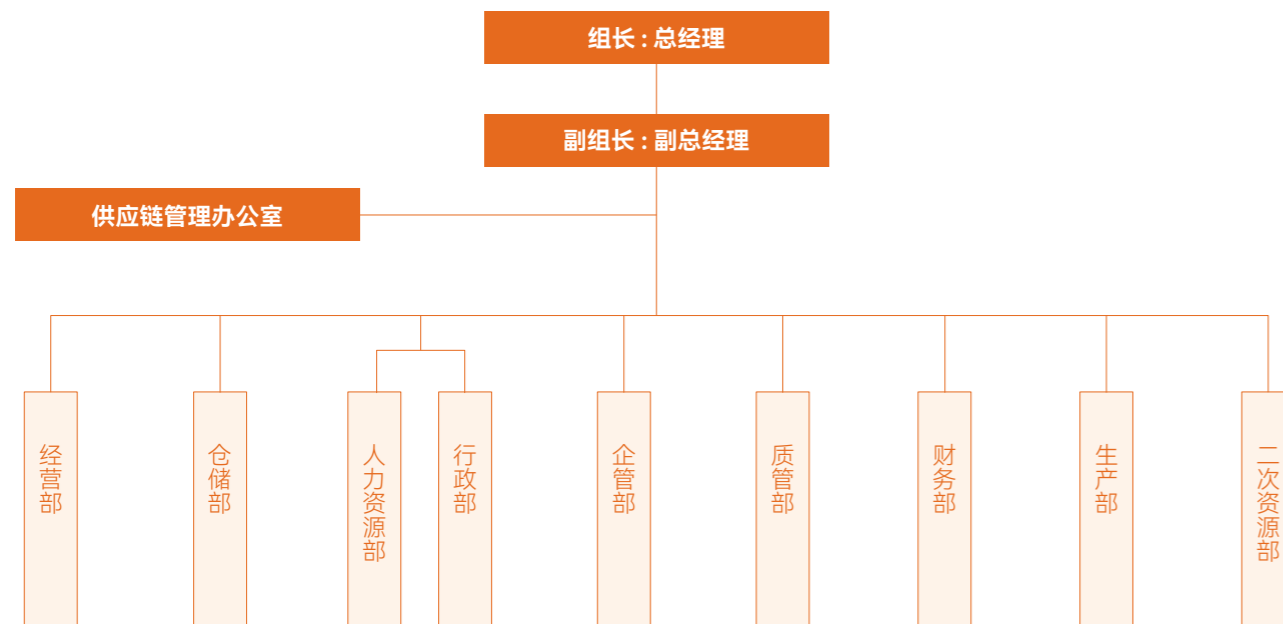 组长 : 总经理
副组长 : 副总经理
供应链管理办公室
经营部
仓储部
人力资源部
行政部
企管部
质管部
财务部
生产部
二次资源部